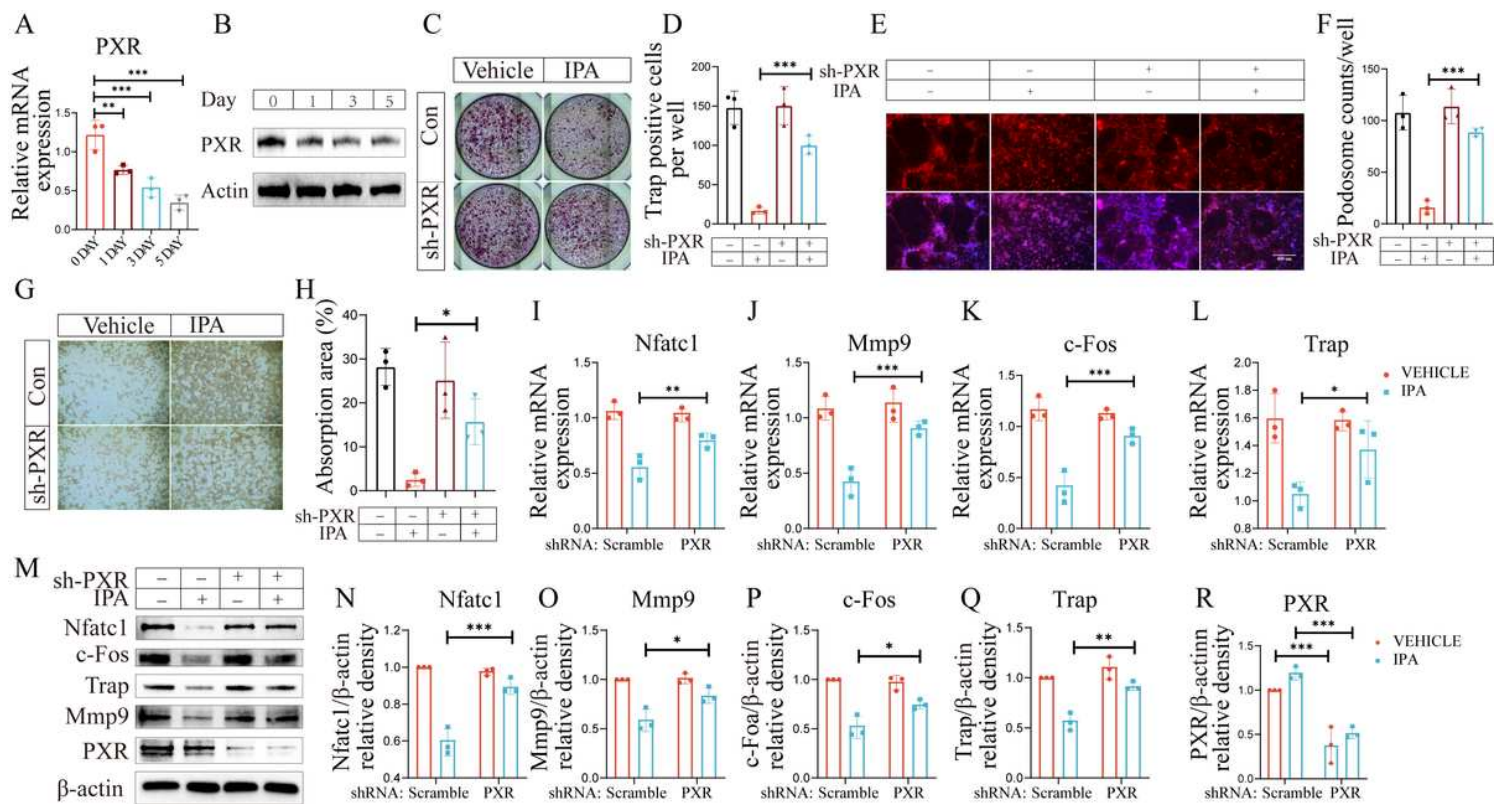 A
PXR
Relative mRNA
expression
1.5
1.0
0.5
0.0
***
***
**
0 DAY
1 DAY
3 DAY
5 DAY
B
Day 0 1 3 5
PXR
Actin
C
Vehicle IPA
Con
sh-PXR
D
Trap positive cells
per well
200
150
100
50
0
***
sh-PXR – – + +
IPA – + – +
E
sh-PXR – – + +
IPA – + – +
F
Podosome counts/well
150
100
50
0
***
sh-PXR – – + +
IPA – + – +
G
Vehicle IPA
Con
sh-PXR
H
Absorption area (%)
40
30
20
10
0
*
sh-PXR – – + +
IPA – + – +
I
Nfatc1
Relative mRNA
expression
1.5
1.0
0.5
0.0
**
shRNA: Scramble PXR
J
Mmp9
Relative mRNA
expression
1.5
1.0
0.5
0.0
***
shRNA: Scramble PXR
K
c-Fos
Relative mRNA
expression
1.5
1.0
0.5
0.0
***
shRNA: Scramble PXR
L
Trap
Relative mRNA
expression
1.8
1.6
1.4
1.2
1.0
0.8
*
shRNA: Scramble PXR
VEHICLE
IPA
M
sh-PXR – – + +
IPA – + – +
Nfatc1
c-Fos
Trap
Mmp9
PXR
β-actin
N
Nfatc1
Nfatc1/β-actin
relative density
1.2
1.0
0.8
0.6
0.4
***
shRNA: Scramble PXR
O
Mmp9
Mmp9/β-actin
relative density
1.5
1.0
0.5
0.0
*
shRNA: Scramble PXR
P
c-Fos
c-Foa/β-actin
relative density
1.5
1.0
0.5
0.0
*
shRNA: Scramble PXR
Q
Trap
Trap/β-actin
relative density
1.5
1.0
0.5
0.0
**
shRNA: Scramble PXR
R
PXR
PXR/β-actinn
relative density
1.5
1.0
0.5
0.0
***
***
shRNA: Scramble PXR
VEHICLE
IPA